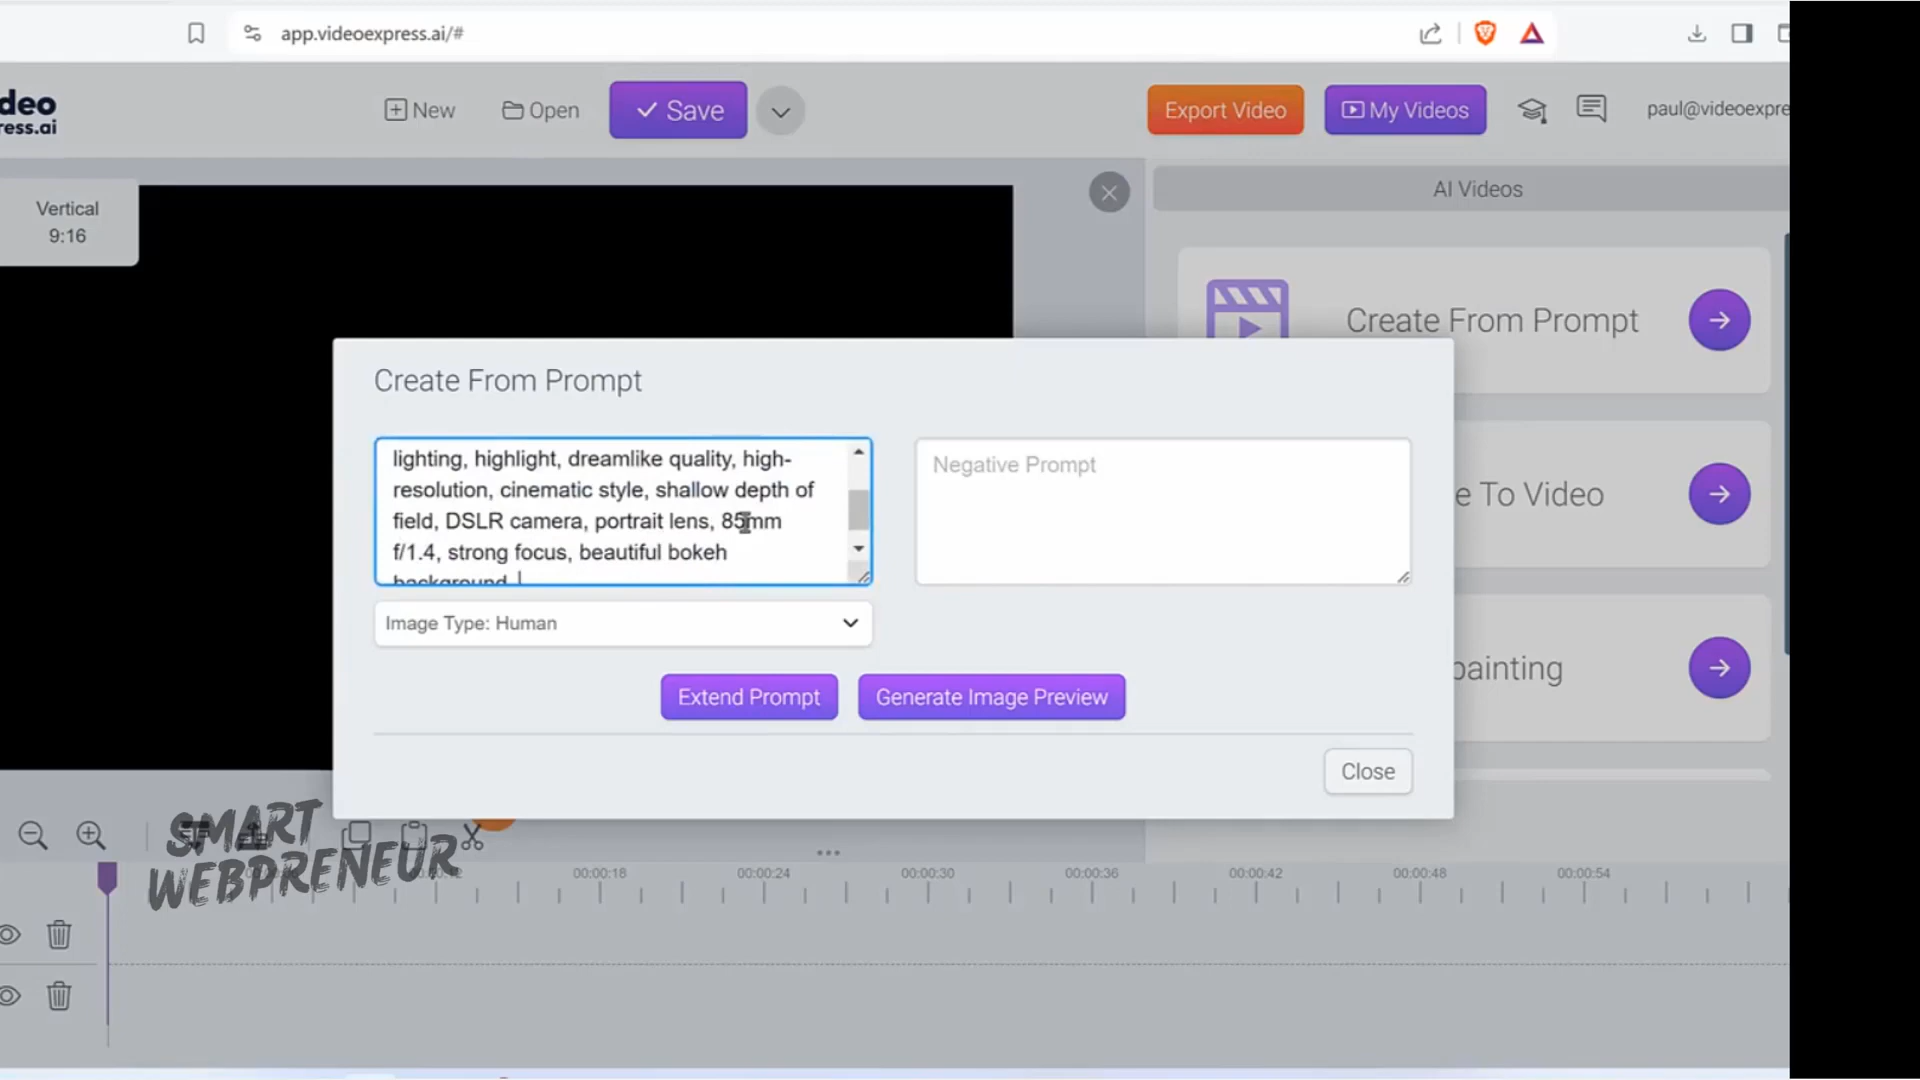 app.videoexpress.ai/#
deo
ress.ai
New
Open
Save
Export Video
My Videos
paul@videoexpre
Vertical
9:16
AI Videos
Create From Prompt
e To Video
painting
Create From Prompt
lighting, highlight, dreamlike quality, high-
resolution, cinematic style, shallow depth of
field, DSLR camera, portrait lens, 85mm
f/1.4, strong focus, beautiful bokeh
background,
Negative Prompt
Image Type: Human
Extend Prompt
Generate Image Preview
Close
SMART
WEBPRENEUR
00:00:18
00:00:24
00:00:30
00:00:36
00:00:42
00:00:48
00:00:54